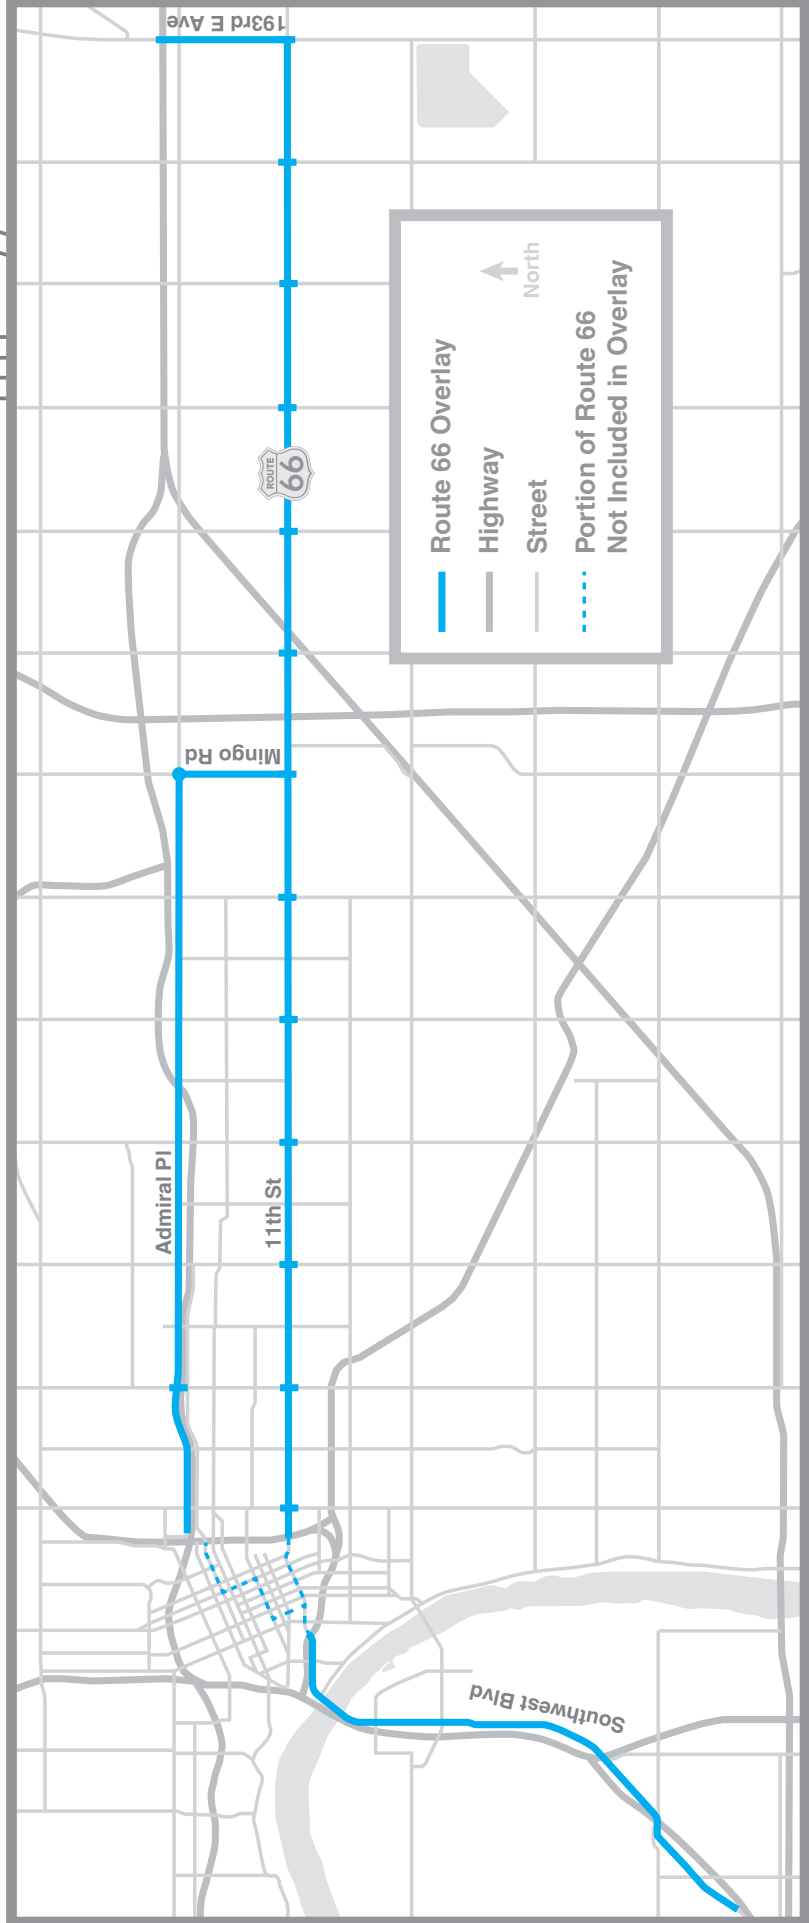 193rd E Ave
ROUTE
66
North
Route 66 Overlay
Highway
Street
Portion of Route 66
Not Included in Overlay
Mingo Rd
Admiral Pl
11th St
Southwest Blvd